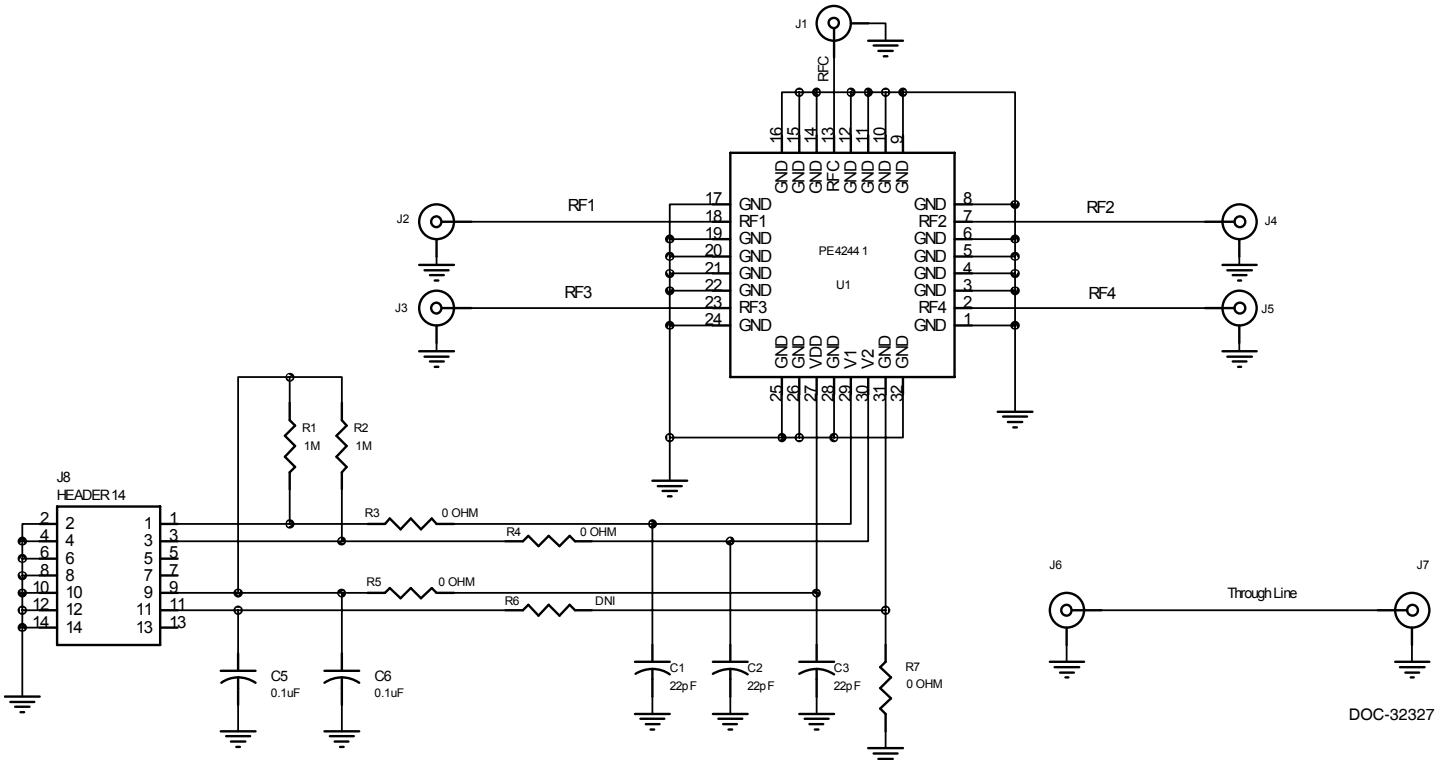 J1
RFC
16
15
14
13
12
11
10
9
GND
GND
GND
RFC
GND
GND
GND
GND
17 GND
18 RF1
19 GND
20 GND
21 GND
22 GND
23 RF3
24 GND
GND 8
RF2 7
GND 6
GND 5
GND 4
GND 3
RF4 2
GND 1
PE42441
U1
GND
GND
VDD
GND
V1
V2
GND
GND
25
26
27
28
29
30
31
32
J2
RF1
RF2
J4
J3
RF3
RF4
J5
R1
1M
R2
1M
J8
HEADER 14
2 2 1 1
4 4 3 3
6 6 5 5
8 8 7 7
10 10 9 9
12 12 11 11
14 14 13 13
R3 0 OHM
R4 0 OHM
R5 0 OHM
R6 DNI
C5
0.1uF
C6
0.1uF
C1
22pF
C2
22pF
C3
22pF
R7
0 OHM
J6
Through Line
J7
DOC-32327